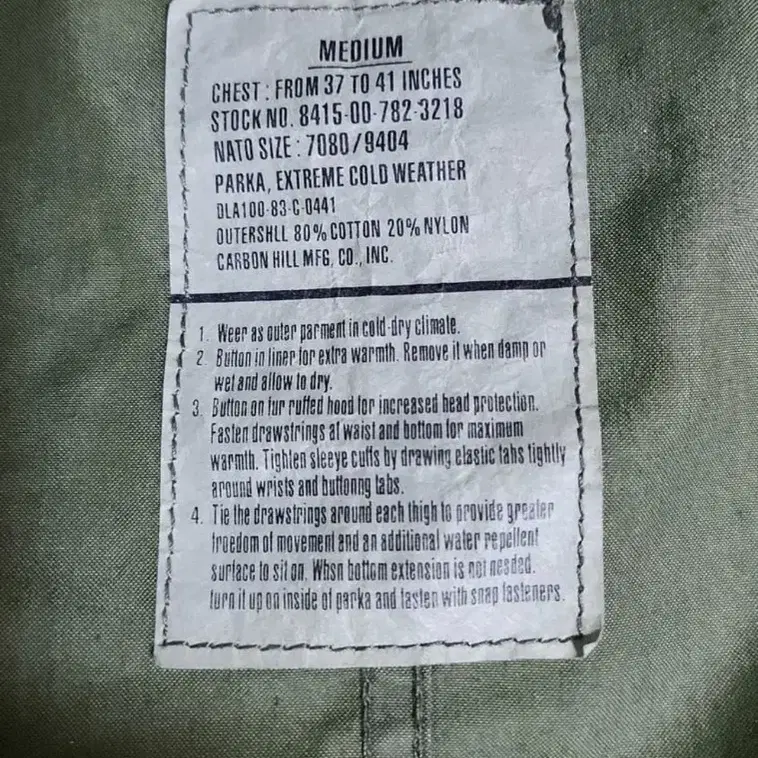 MEDIUM
CHEST : FROM 37 TO 41 INCHES
STOCK NO. 8415-00-782-3218
NATO SIZE : 7080/9404
PARKA, EXTREME COLD WEATHER
DLA100-83-C-0441
OUTERSHLL 80% COTTON 20% NYLON
CARBON HILL MFG, CO., INC.
1. Weer as outer parment in cold-dry climate.
2. Button in liner for extra warmth. Remove it when damp or
wet and allow to dry.
3. Button on fur ruffed hood for increased head protection.
Fasten drawstrings at waist and bottom for maximum
warmth. Tighten sleeye cuffs by drawing elastic tahs tightly
around wrists and buttonng tabs.
4. Tie the drawstrings around each thigh to provide greater
froedom of movement and an additional water repellent
surface to sit on. Whsn bottom extension is not needed.
turn it up on inside of parka and fasten with snap fasteners.